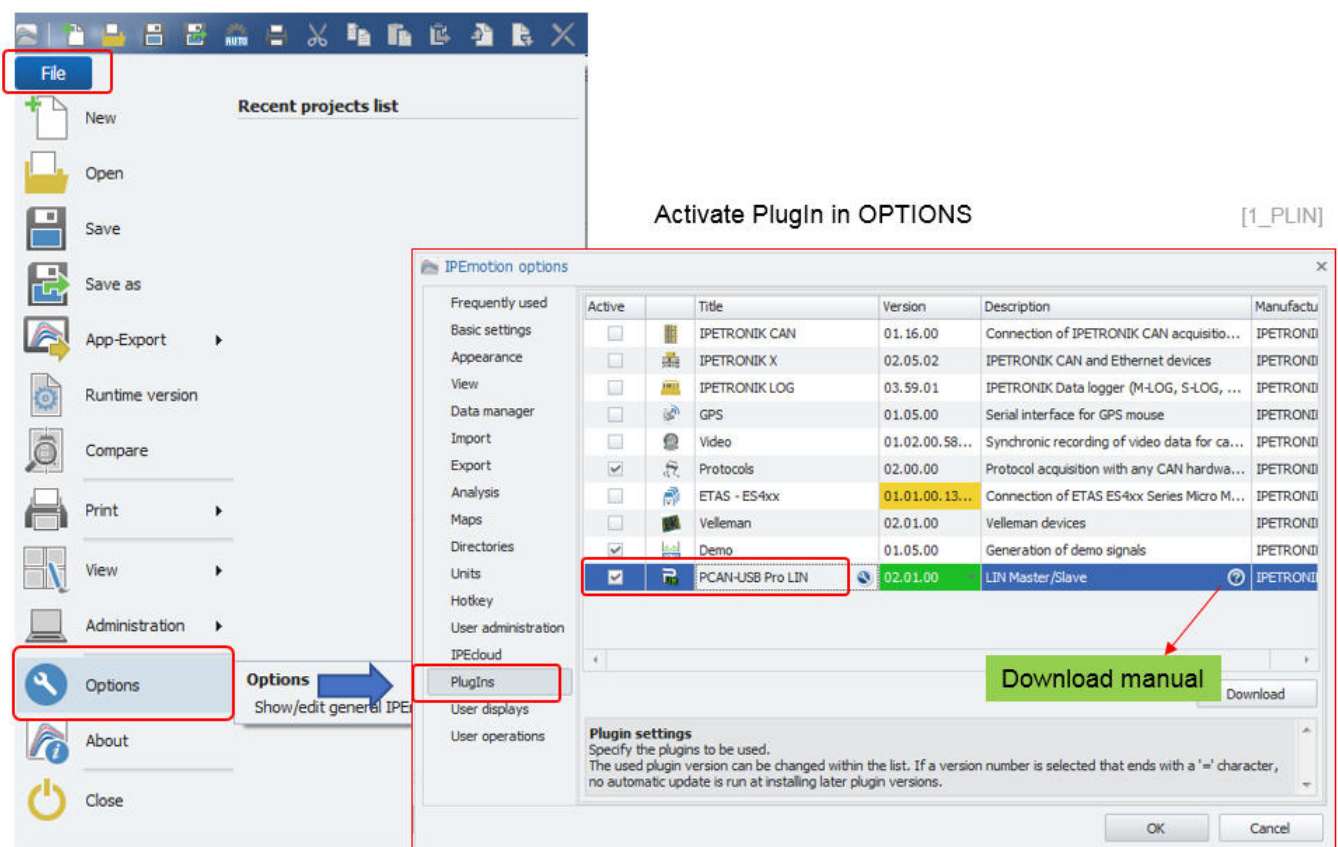 AUTO
File
New
Open
Save
Save as
App-Export
Runtime version
Compare
Print
View
Administration
Options
About
Close
Recent projects list
Options
Show/edit general IPEr
Activate PlugIn in OPTIONS
[1_PLIN]
IPEmotion options
Frequently used
Basic settings
Appearance
View
Data manager
Import
Export
Analysis
Maps
Directories
Units
Hotkey
User administration
IPEcloud
PlugIns
User displays
User operations
Active Title Version Description Manufactu
IPETRONIK CAN 01.16.00 Connection of IPETRONIK CAN acquisitio... IPETRONI
IPETRONIK X 02.05.02 IPETRONIK CAN and Ethernet devices IPETRONI
IPETRONIK LOG 03.59.01 IPETRONIK Data logger (M-LOG, S-LOG, ... IPETRONI
GPS 01.05.00 Serial interface for GPS mouse IPETRONI
Video 01.02.00.58... Synchronic recording of video data for ca... IPETRONI
Protocols 02.00.00 Protocol acquisition with any CAN hardwa... IPETRONI
ETAS - ES4xx 01.01.00.13... Connection of ETAS ES4xx Series Micro M... IPETRONI
Velleman 02.01.00 Velleman devices IPETRONI
Demo 01.05.00 Generation of demo signals IPETRONI
PCAN-USB Pro LIN 02.01.00 LIN Master/Slave IPETRONI
Download manual
Download
Plugin settings
Specify the plugins to be used.
The used plugin version can be changed within the list. If a version number is selected that ends with a '=' character,
no automatic update is run at installing later plugin versions.
OK
Cancel